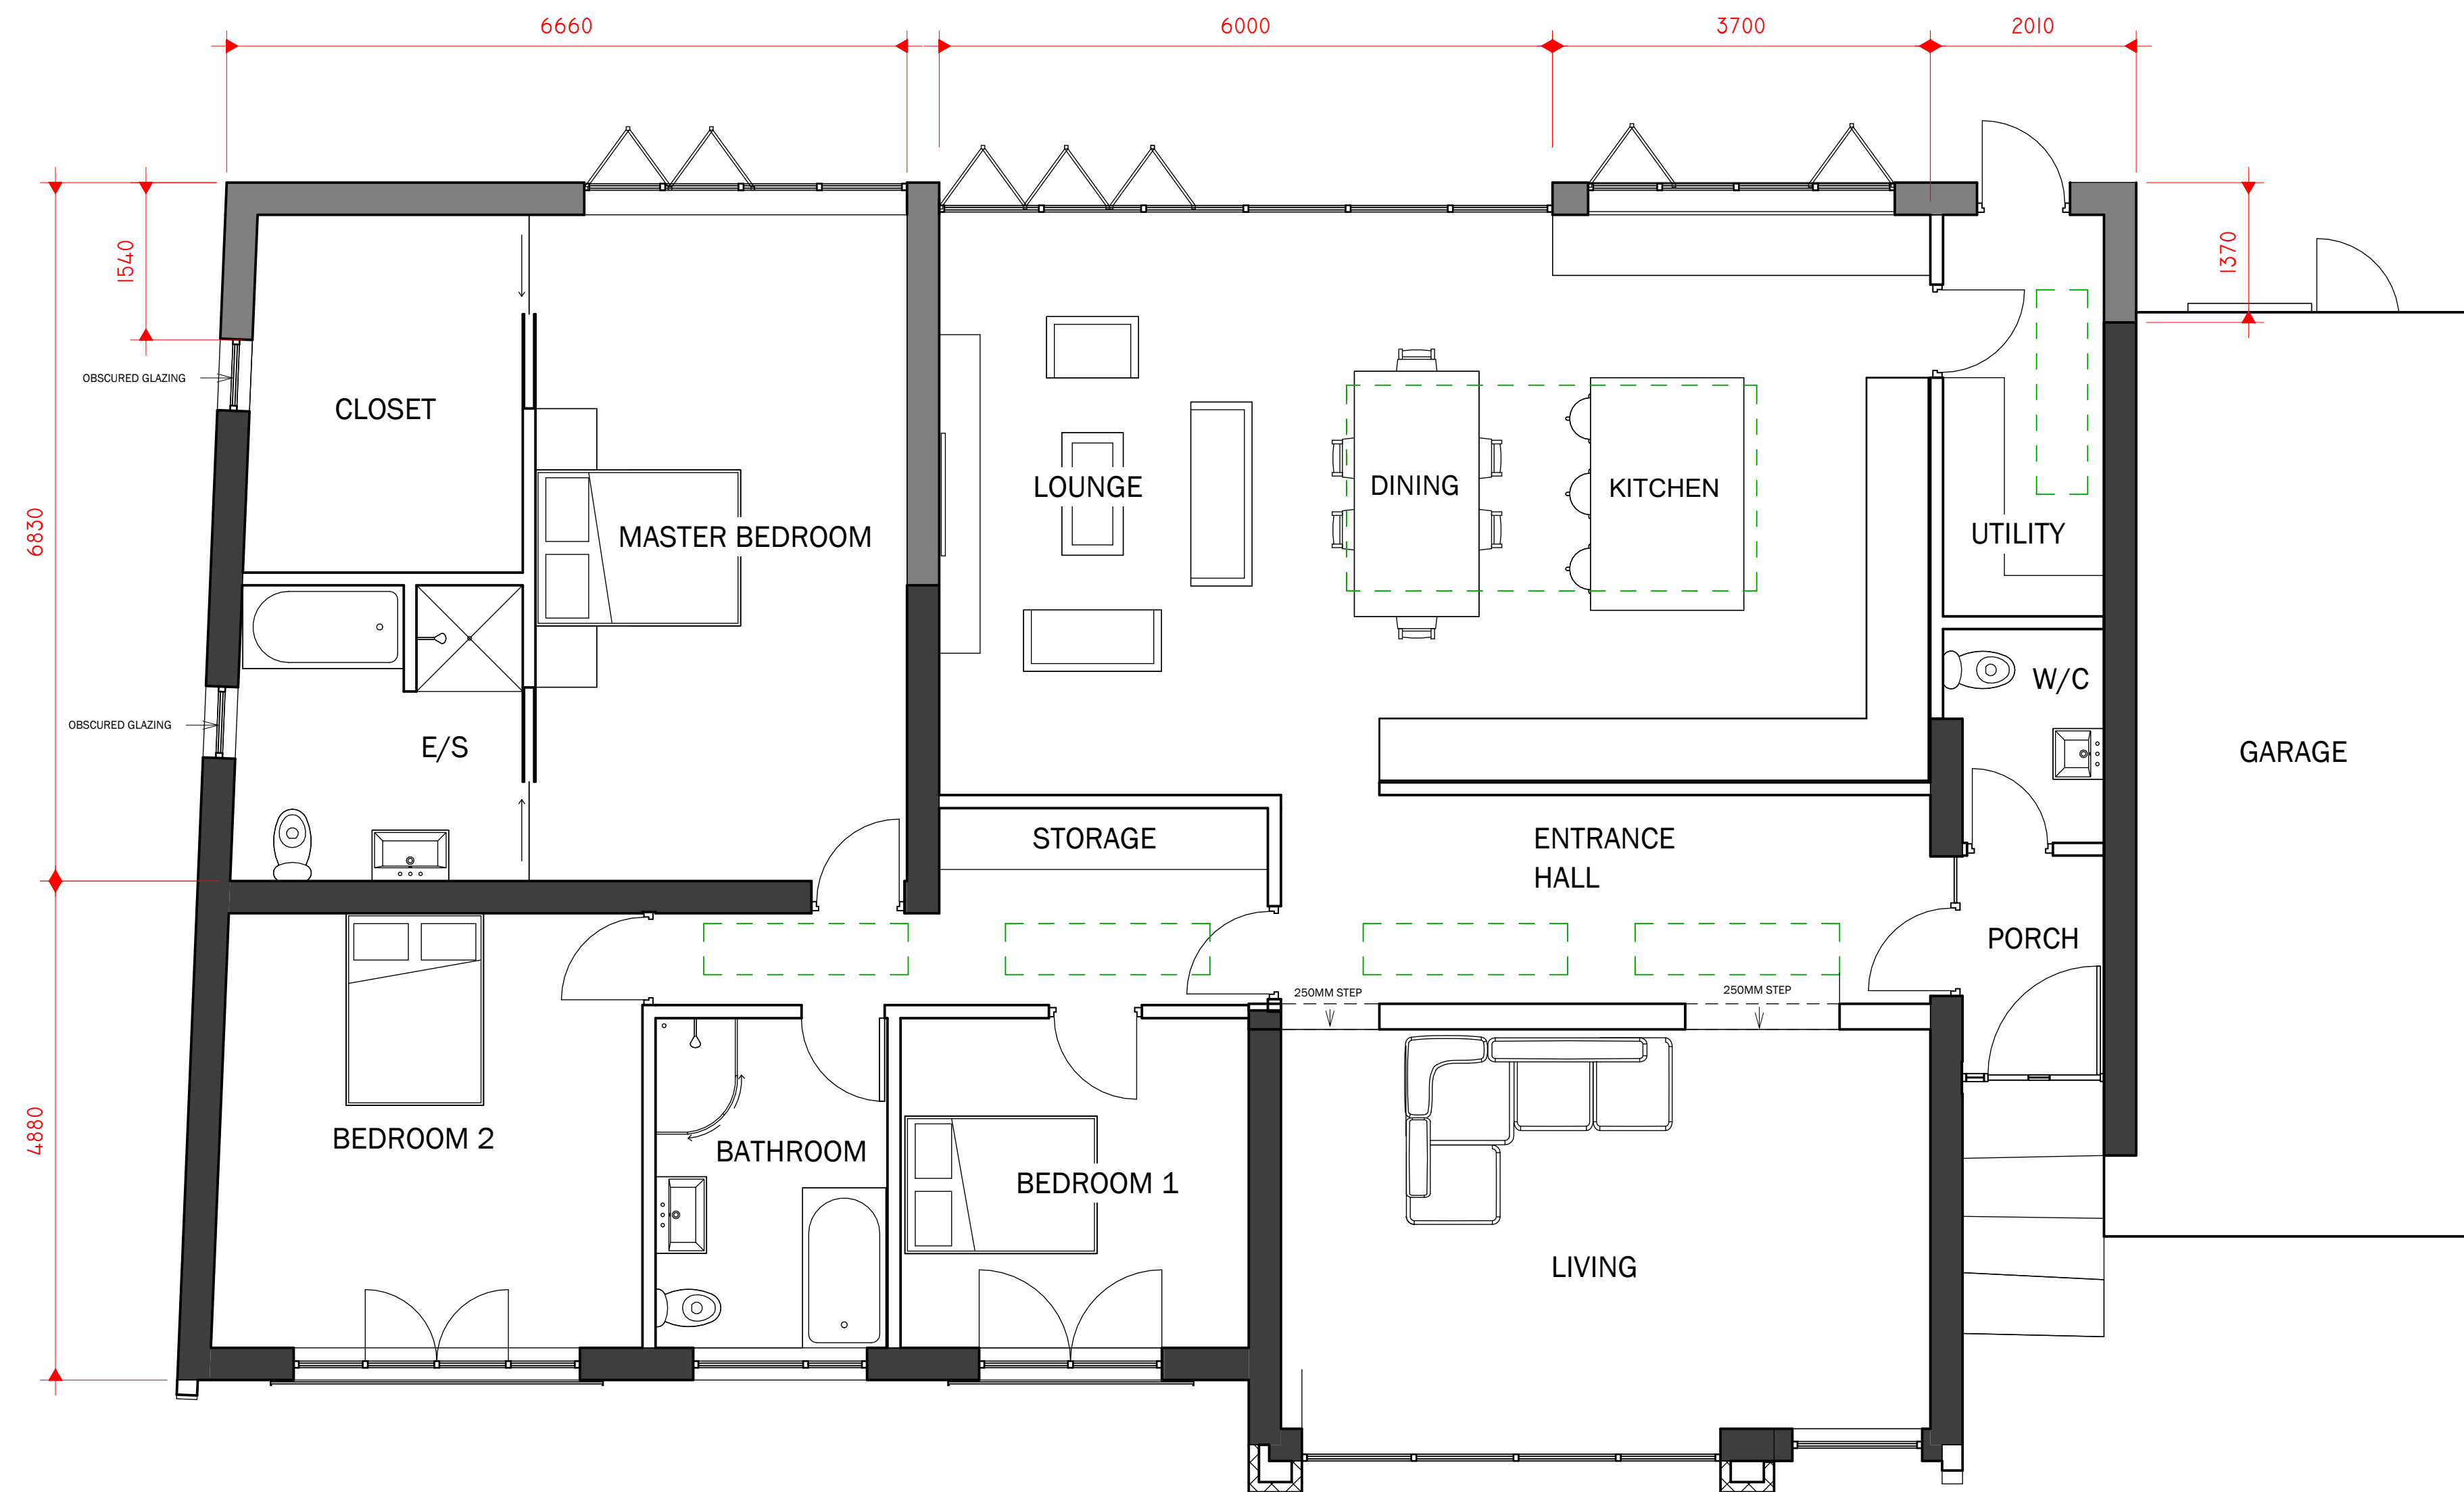 6660
6000
3700
2010
1540
1370
OBSCURED GLAZING
CLOSET
LOUNGE
DINING
KITCHEN
6830
MASTER BEDROOM
UTILITY
W/C
OBSCURED GLAZING
E/S
GARAGE
STORAGE
ENTRANCE
HALL
PORCH
250MM STEP
250MM STEP
4880
BEDROOM 2
BATHROOM
BEDROOM 1
LIVING